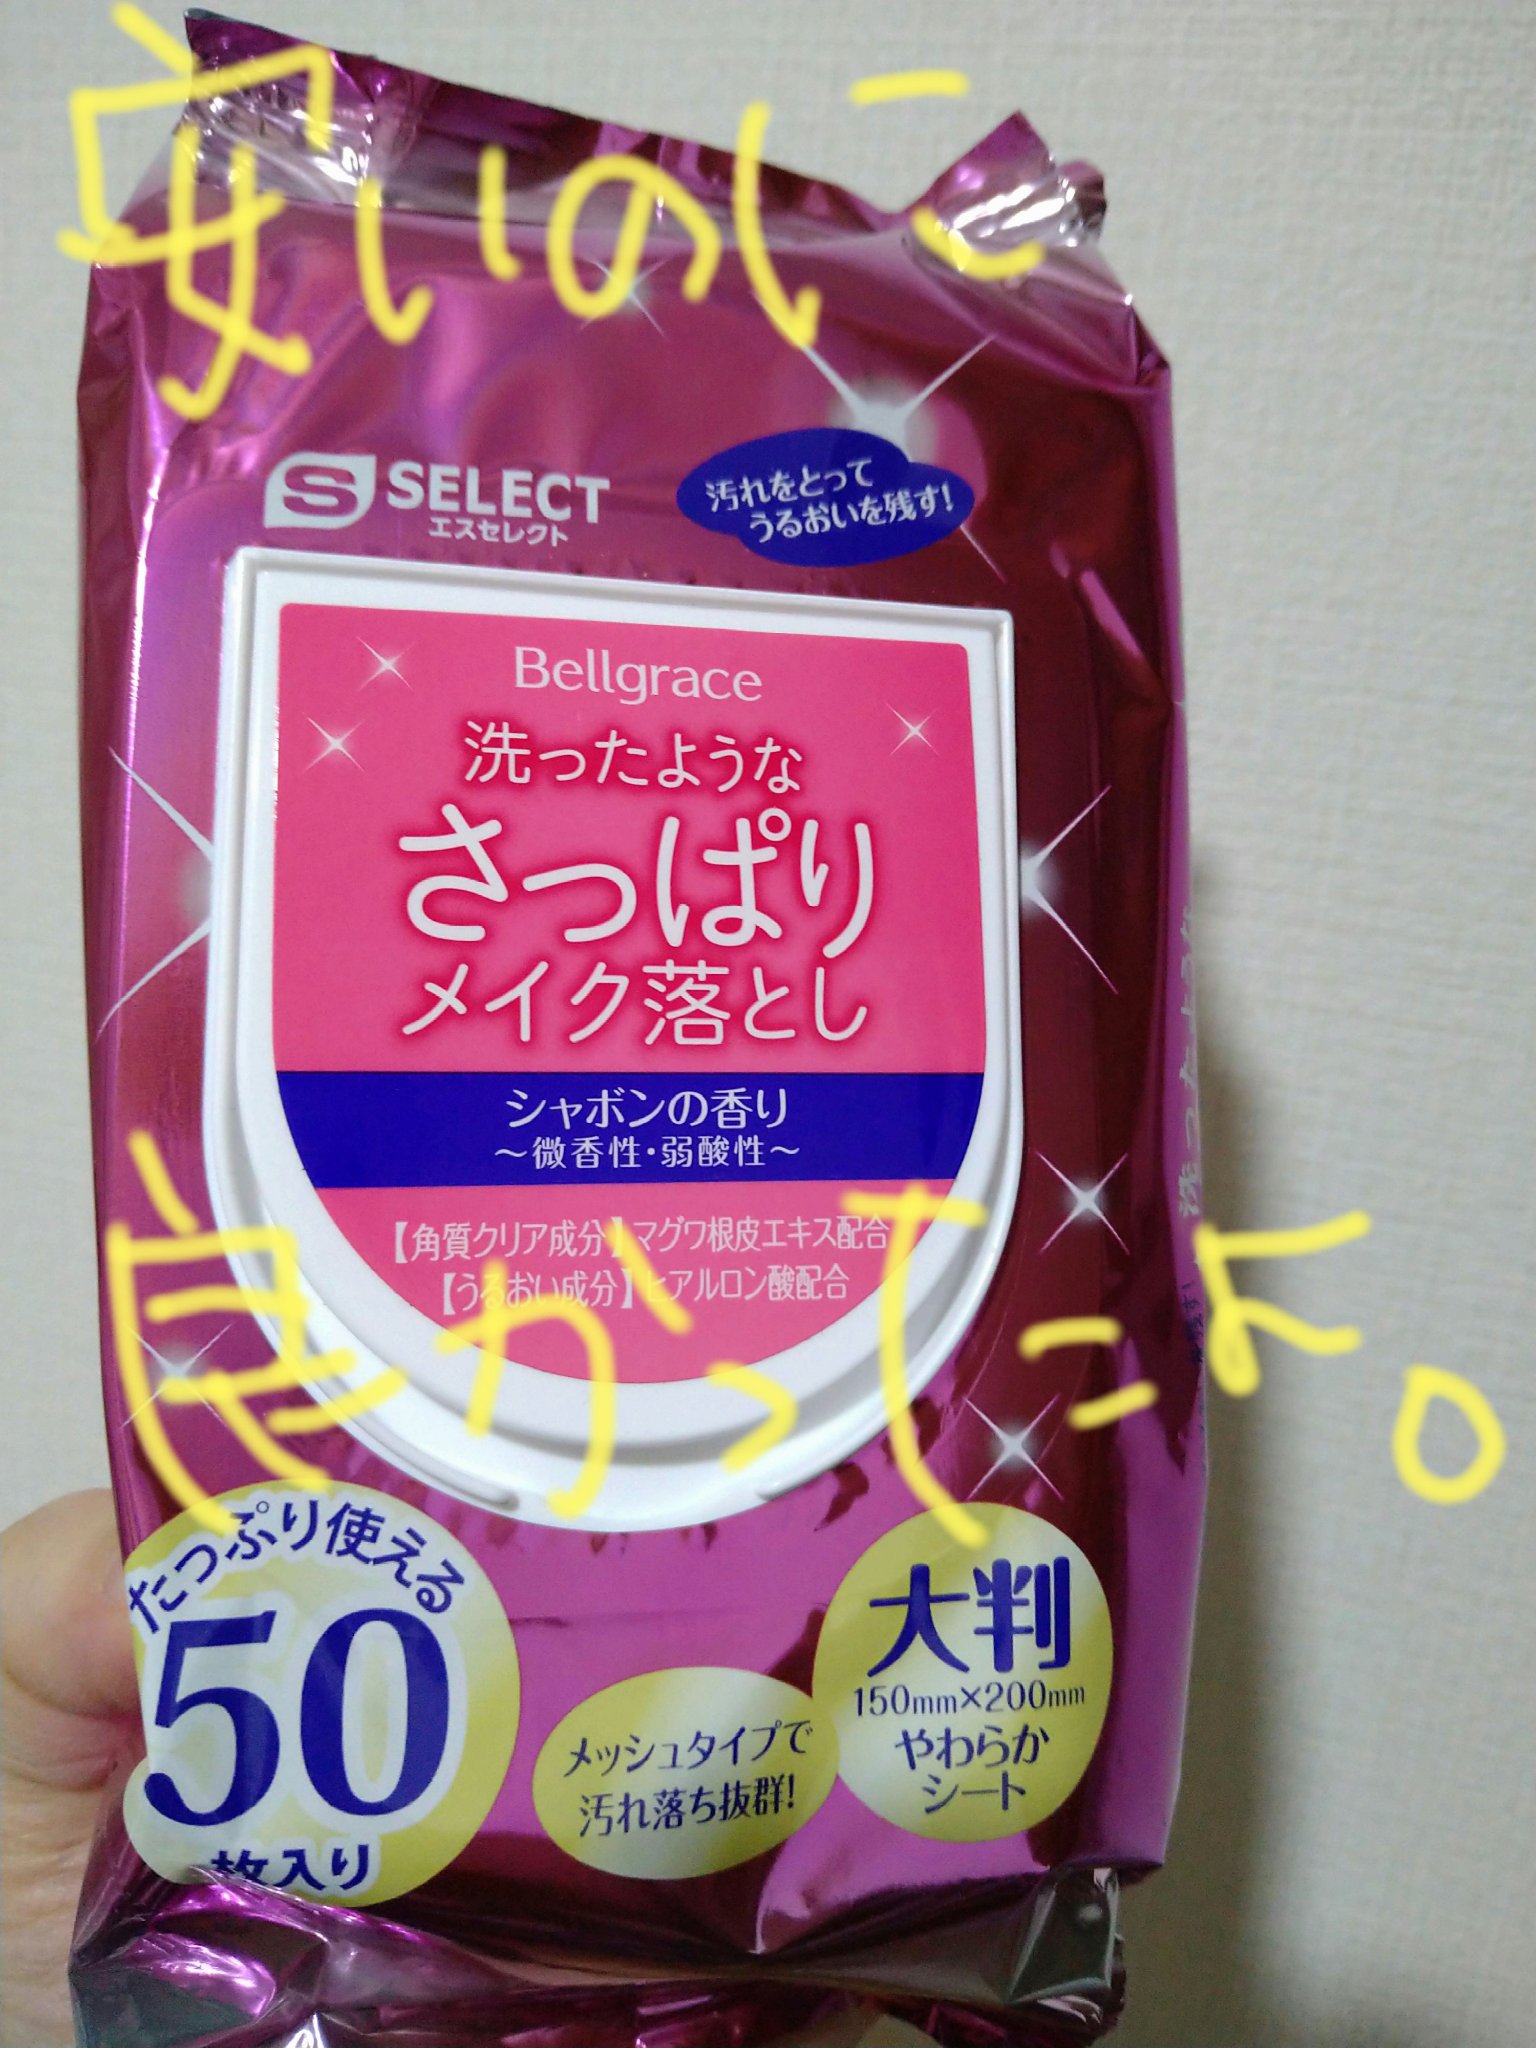 安いのに
SELECT
エスセレクト
汚れをとって
うるおいを残す!
Bellgrace
洗ったような
さっぱり
メイク落とし
シャボンの香り
～微香性・弱酸性～
【角質クリア成分】マグワ根皮エキス配合
【うるおい成分】ヒアルロン酸配合
良かったよ。
たっぷり使える
50
枚入り
メッシュタイプで
汚れ落ち抜群!
大判
150mm×200mm
やわらか
シート
洗ったような